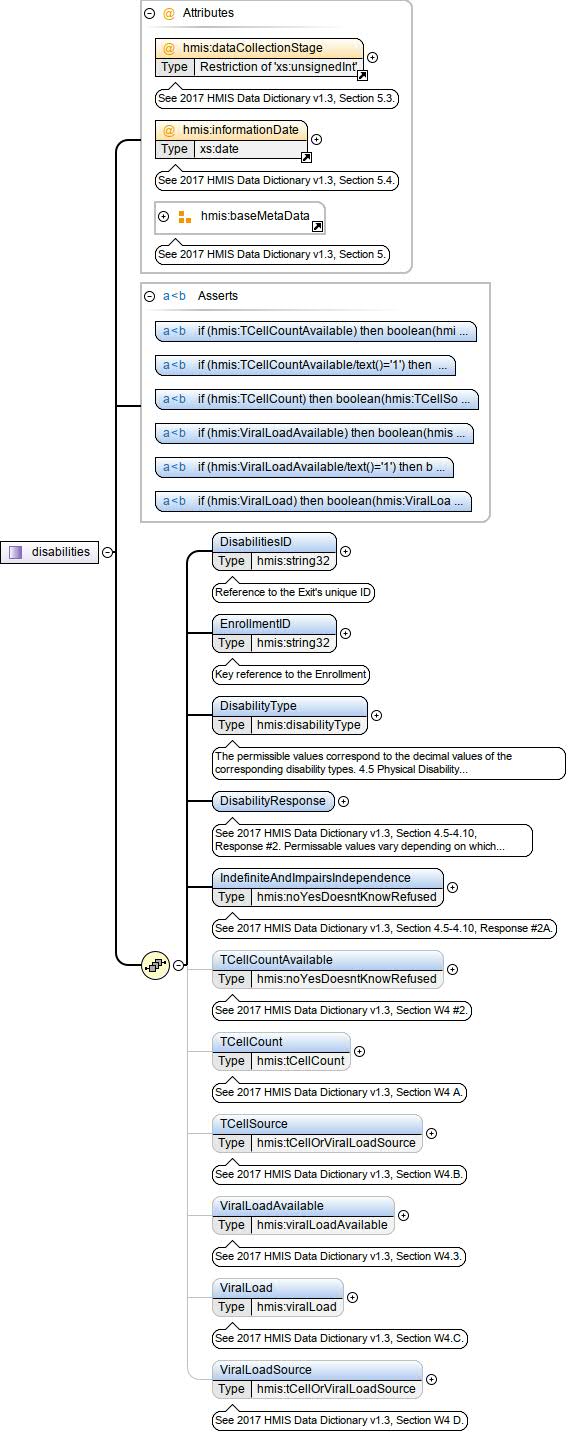 Attributes
@ hmis:dataCollectionStage
Type Restriction of 'xs:unsignedInt'
See 2017 HMIS Data Dictionary v1.3, Section 5.3.
@ hmis:informationDate
Type xs:date
See 2017 HMIS Data Dictionary v1.3, Section 5.4.
hmis:baseMetaData
See 2017 HMIS Data Dictionary v1.3, Section 5.
a<b Asserts
a<b if (hmis:TCellCountAvailable) then boolean(hmi ...
a<b if (hmis:TCellCountAvailable/text()='1') then ...
a<b if (hmis:TCellCount) then boolean(hmis:TCellSo ...
a<b if (hmis:ViralLoadAvailable) then boolean(hmis ...
a<b if (hmis:ViralLoadAvailable/text()='1') then b ...
a<b if (hmis:ViralLoad) then boolean(hmis:ViralLoa ...
disabilities
DisabilitiesID
Type hmis:string32
Reference to the Exit's unique ID
EnrollmentID
Type hmis:string32
Key reference to the Enrollment
DisabilityType
Type hmis:disabilityType
The permissible values correspond to the decimal values of the
corresponding disability types. 4.5 Physical Disability...
DisabilityResponse
See 2017 HMIS Data Dictionary v1.3, Section 4.5-4.10,
Response #2. Permissable values vary depending on which...
IndefiniteAndImpairsIndependence
Type hmis:noYesDoesntKnowRefused
See 2017 HMIS Data Dictionary v1.3, Section 4.5-4.10, Response #2A.
TCellCountAvailable
Type hmis:noYesDoesntKnowRefused
See 2017 HMIS Data Dictionary v1.3, Section W4 #2.
TCellCount
Type hmis:tCellCount
See 2017 HMIS Data Dictionary v1.3, Section W4 A.
TCellSource
Type hmis:tCellOrViralLoadSource
See 2017 HMIS Data Dictionary v1.3, Section W4.B.
ViralLoadAvailable
Type hmis:viralLoadAvailable
See 2017 HMIS Data Dictionary v1.3, Section W4.3.
ViralLoad
Type hmis:viralLoad
See 2017 HMIS Data Dictionary v1.3, Section W4.C.
ViralLoadSource
Type hmis:tCellOrViralLoadSource
See 2017 HMIS Data Dictionary v1.3, Section W4 D.